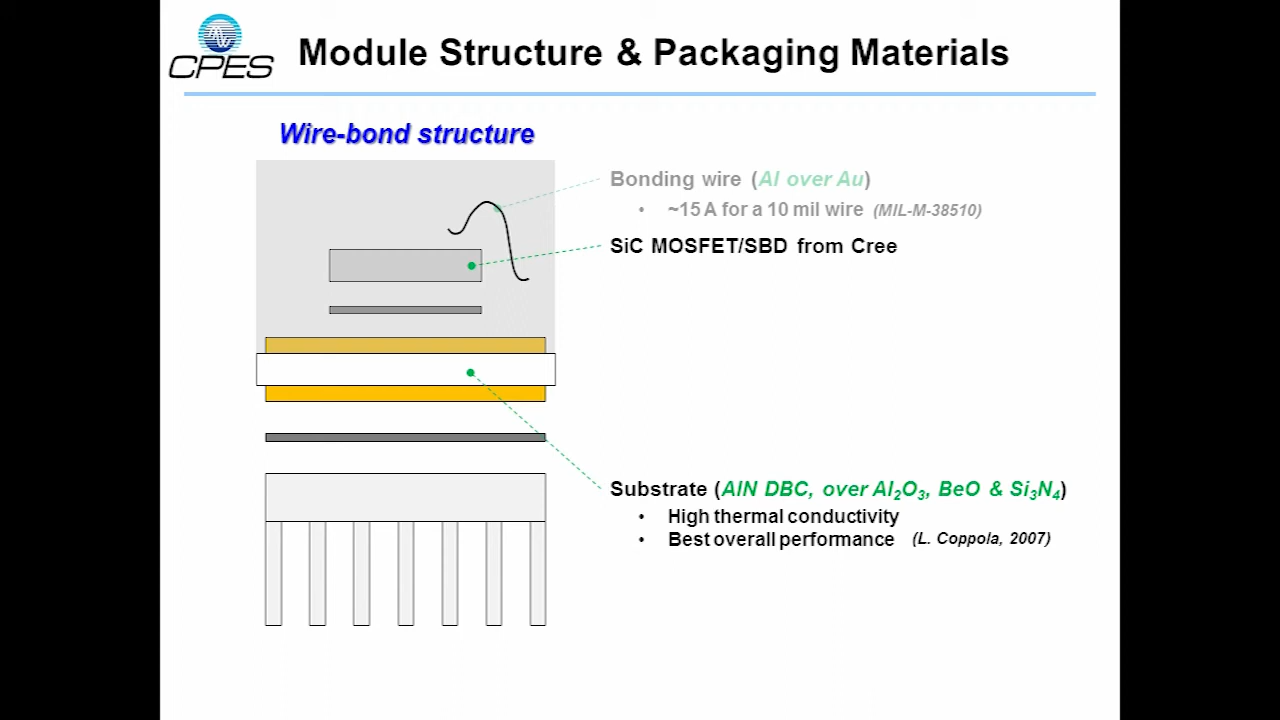 CPES
Module Structure & Packaging Materials
Wire-bond structure
Bonding wire (Al over Au)
• ~15 A for a 10 mil wire (MIL-M-38510)
SiC MOSFET/SBD from Cree
Substrate (AlN DBC, over Al₂O₃, BeO & Si₃N₄)
• High thermal conductivity
• Best overall performance (L. Coppola, 2007)